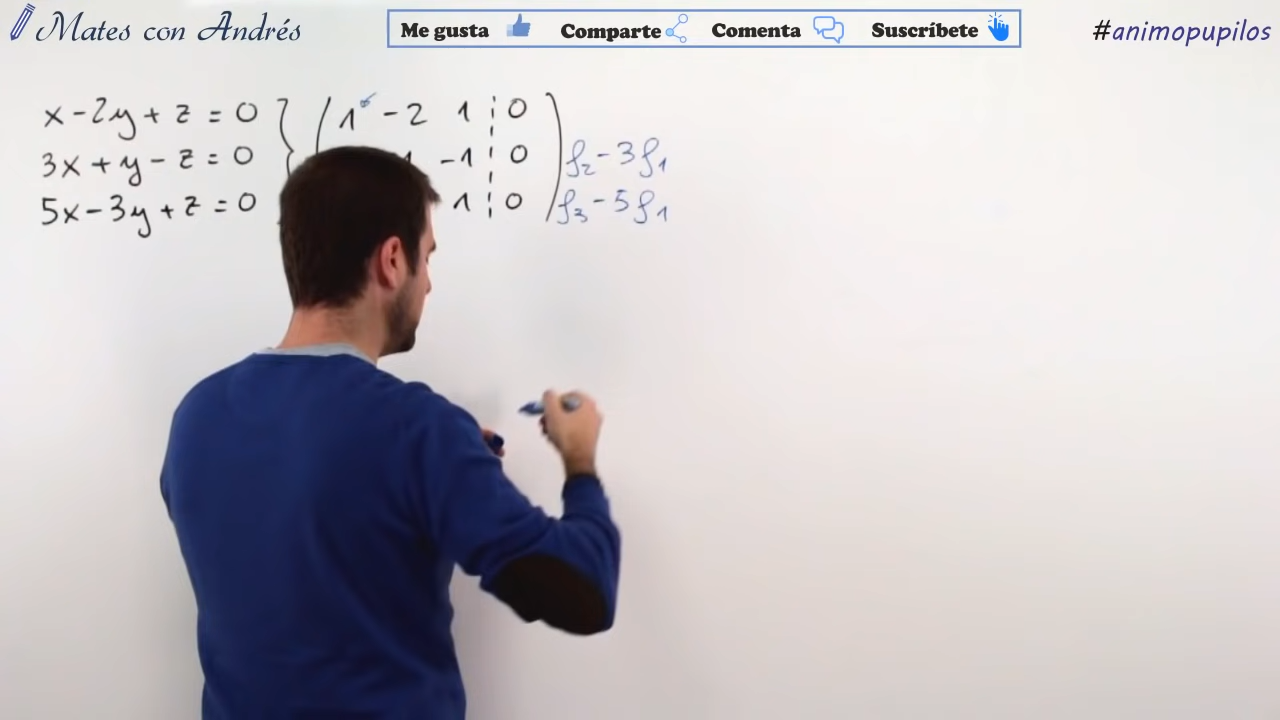 Mates con Andrés
Me gusta Comparte Comenta Suscríbete
#animopupilos
x - 2y + z = 0
3x + y - z = 0
5x - 3y + z = 0
1 -2 1 0
-1 0
1 0
f2 - 3f1
f3 - 5f1